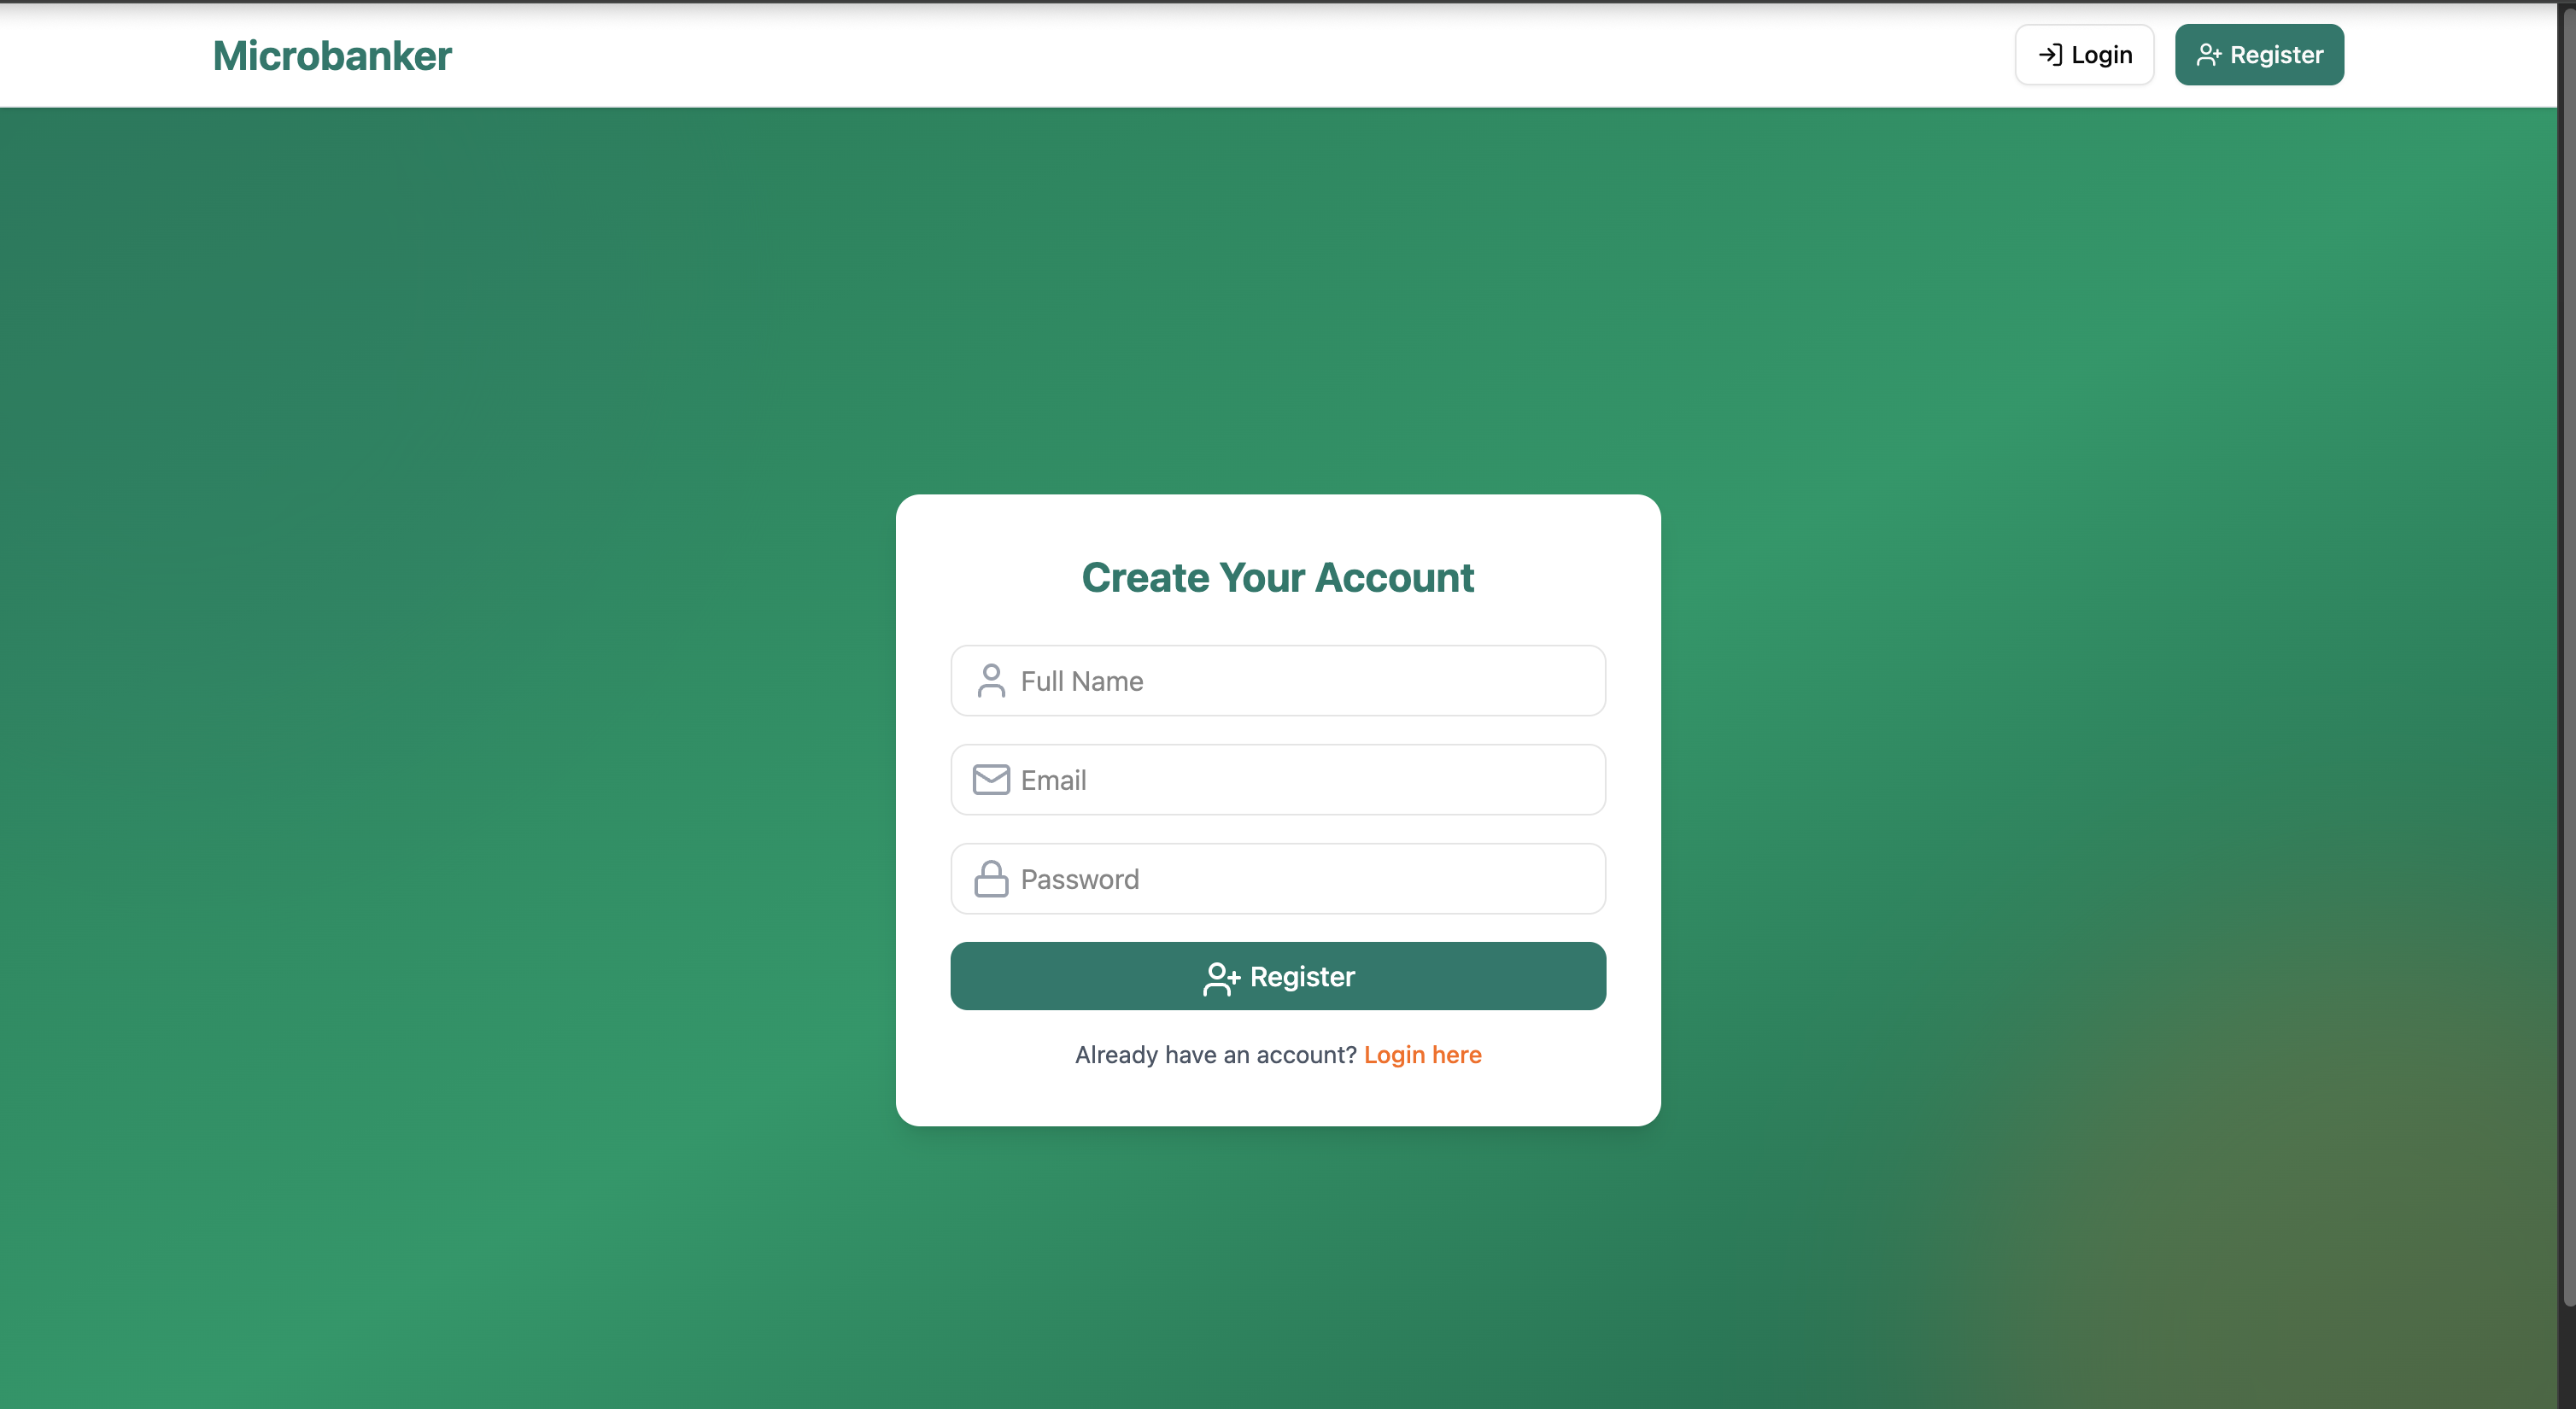 Microbanker
Login
Register
Create Your Account
Full Name
Email
Password
Register
Already have an account? Login here